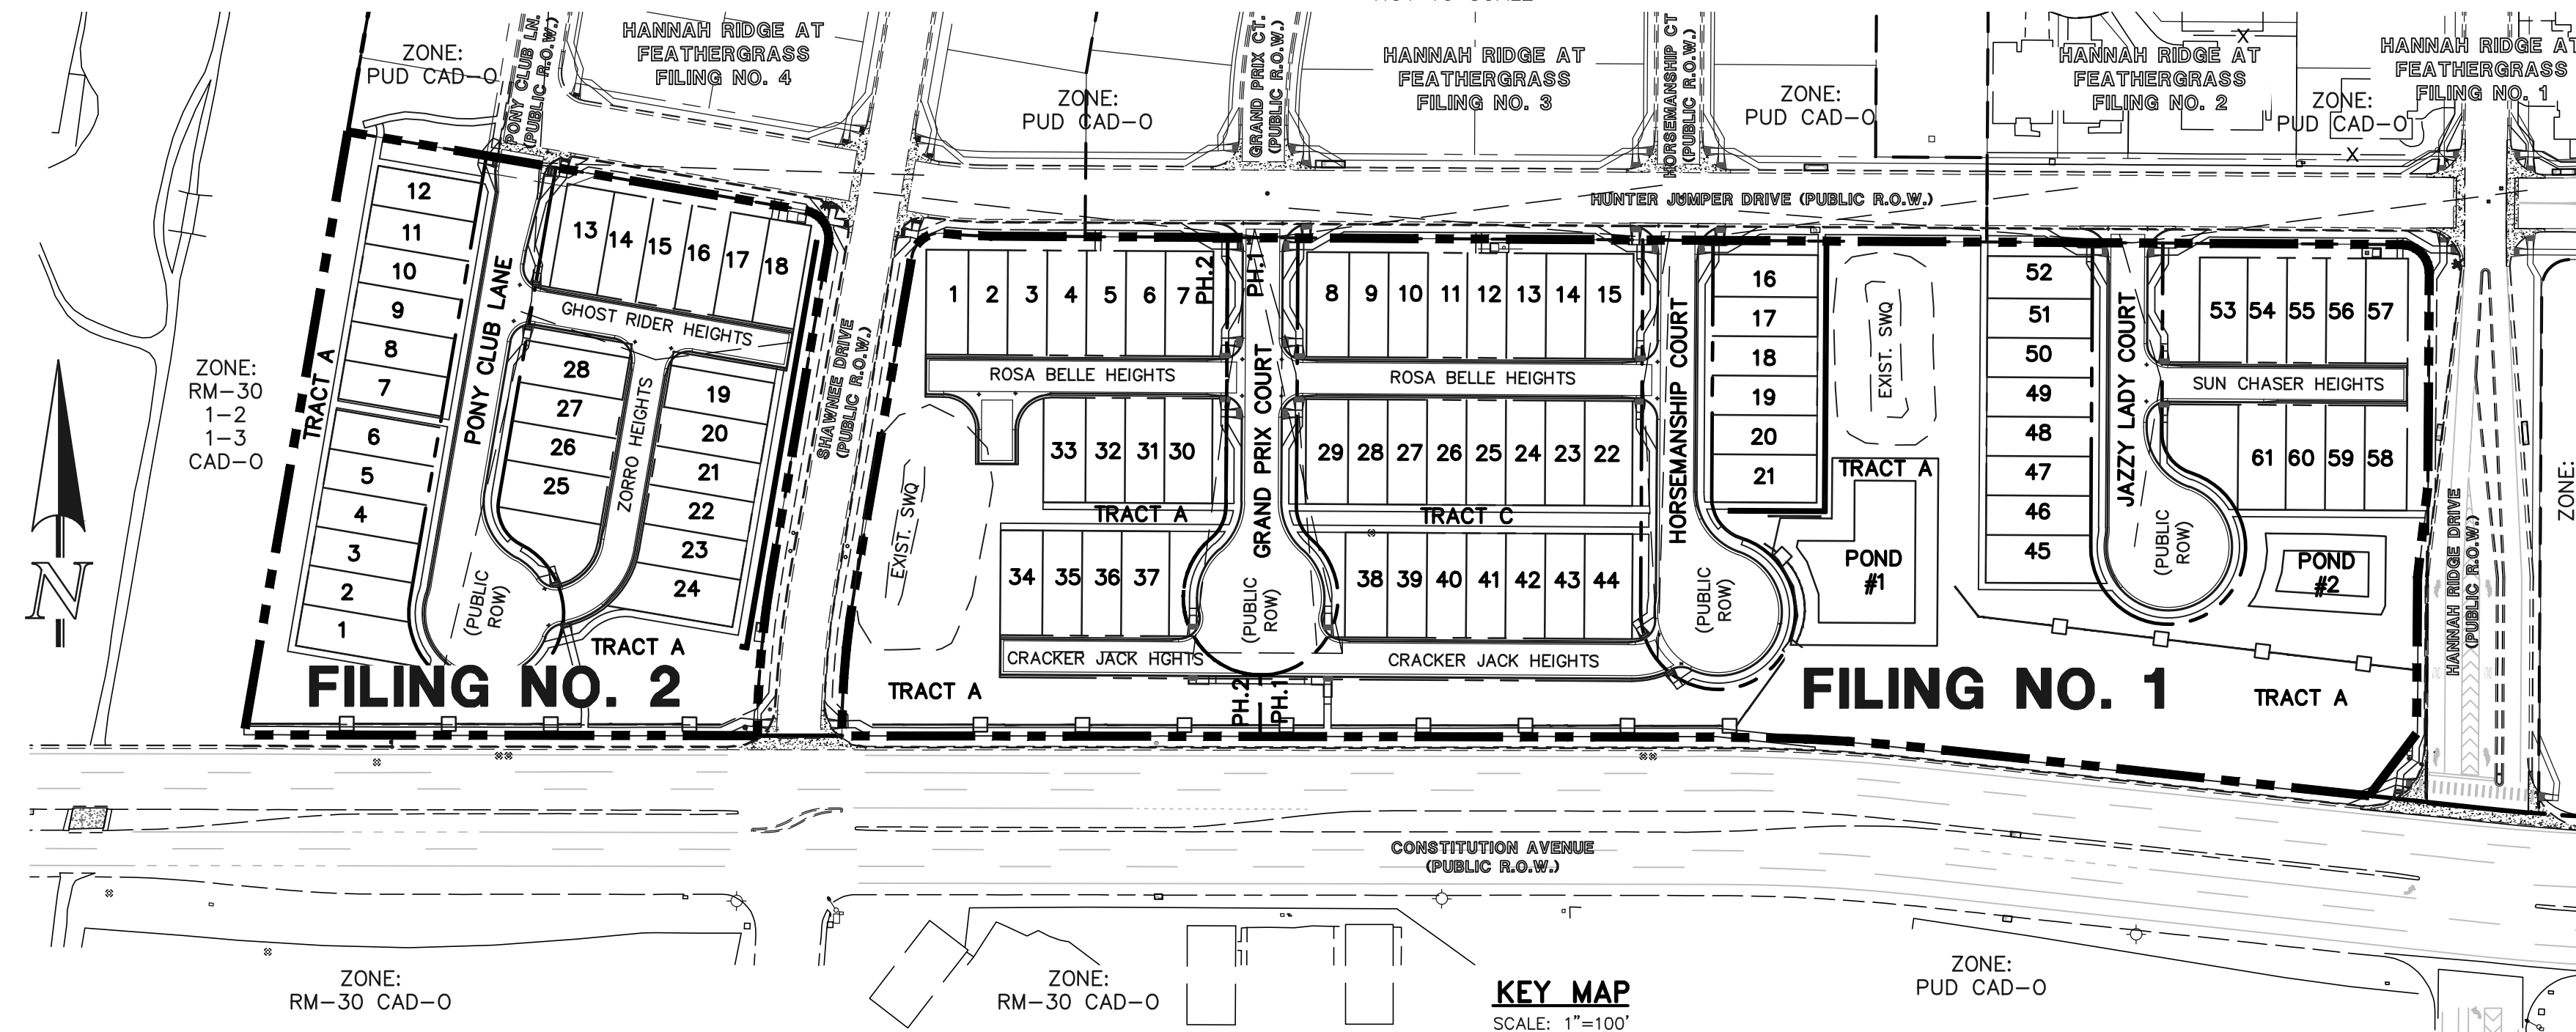 ZONE:
PUD CAD-O
PONY CLUB LN.
(PUBLIC R.O.W.)
HANNAH RIDGE AT
FEATHERGRASS
FILING NO. 4
ZONE:
PUD CAD-O
GRAND PRIX CT.
(PUBLIC R.O.W.)
HANNAH RIDGE AT
FEATHERGRASS
FILING NO. 3
HORSEMANSHIP CT
(PUBLIC R.O.W.)
ZONE:
PUD CAD-O
HANNAH RIDGE AT
FEATHERGRASS
FILING NO. 2
X
X
ZONE:
PUD CAD-O
HANNAH RIDGE AT
FEATHERGRASS
FILING NO. 1
HUNTER JUMPER DRIVE (PUBLIC R.O.W.)
ZONE:
RM-30
1-2
1-3
CAD-O
N
TRACT A
12
11
10
9
8
7
6
5
4
3
2
1
PONY CLUB LANE
(PUBLIC
ROW)
13 14 15 16 17 18
GHOST RIDER HEIGHTS
28
27
26
25
ZORRO HEIGHTS
19
20
21
22
23
24
TRACT A
FILING NO. 2
SHAWNEE DRIVE
(PUBLIC R.O.W.)
EXIST. SWQ
TRACT A
1 2 3 4 5 6 7
PH.2
PH.1
ROSA BELLE HEIGHTS
33 32 31 30
TRACT A
34 35 36 37
CRACKER JACK HGHTS
GRAND PRIX COURT
(PUBLIC
ROW)
PH.2
PH.1
8 9 10 11 12 13 14 15
ROSA BELLE HEIGHTS
29 28 27 26 25 24 23 22
TRACT C
38 39 40 41 42 43 44
CRACKER JACK HEIGHTS
HORSEMANSHIP COURT
(PUBLIC
ROW)
16
17
18
19
20
21
EXIST. SWQ
TRACT A
POND
#1
FILING NO. 1
52
51
50
49
48
47
46
45
JAZZY LADY COURT
(PUBLIC
ROW)
53 54 55 56 57
SUN CHASER HEIGHTS
61 60 59 58
POND
#2
TRACT A
HANNAH RIDGE DRIVE
(PUBLIC R.O.W.)
ZONE:
CONSTITUTION AVENUE
(PUBLIC R.O.W.)
ZONE:
RM-30 CAD-O
ZONE:
RM-30 CAD-O
KEY MAP
SCALE: 1"=100'
ZONE:
PUD CAD-O